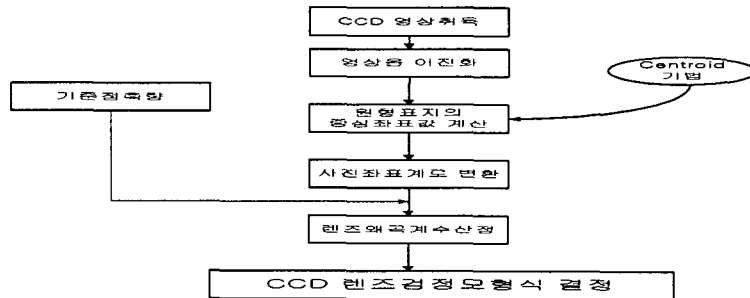 CCD 영상취득
영상을 이진화
Centroid
기법
기준점측량
원형표지의
중심좌표값 계산
사진좌표계로 변환
렌즈왜곡계수산정
CCD 렌즈검정모형식 결정